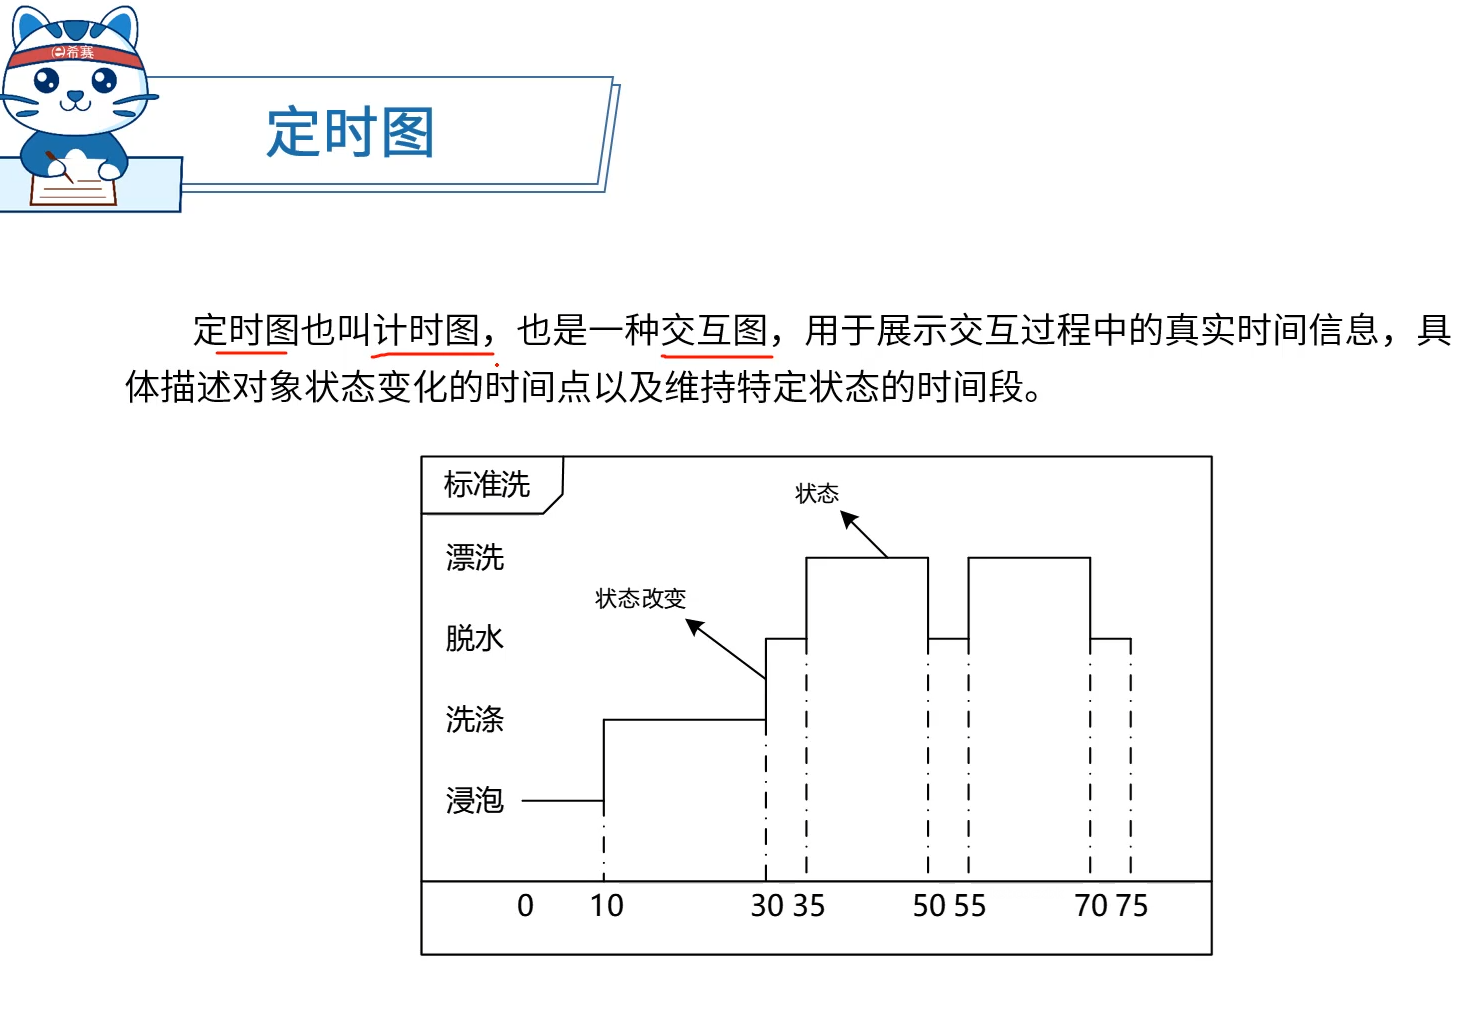 e希赛
定时图
定时图也叫计时图，也是一种交互图，用于展示交互过程中的真实时间信息，具
体描述对象状态变化的时间点以及维持特定状态的时间段。
标准洗
状态
漂洗
状态改变
脱水
洗涤
浸泡
0 10 30 35 50 55 70 75